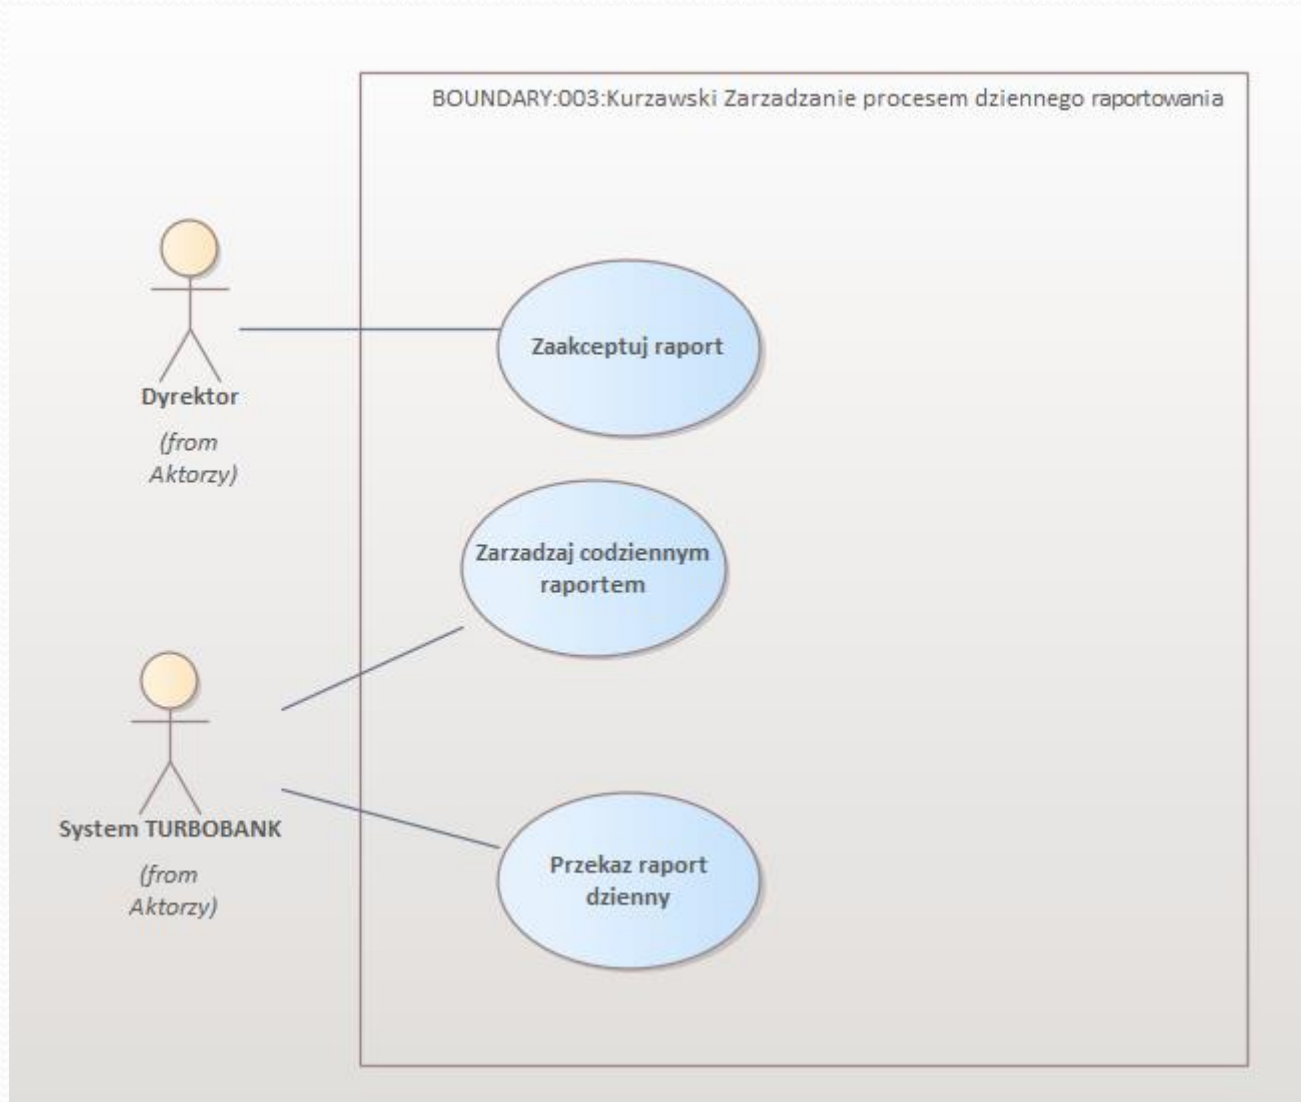 BOUNDARY:003:Kurzawski Zarzadzanie procesem dziennego raportowania
Zaakceptuj raport
Dyrektor
(from
Aktorzy)
Zarzadzaj codziennym
raportem
System TURBOBANK
(from
Aktorzy)
Przekaz raport
dzienny